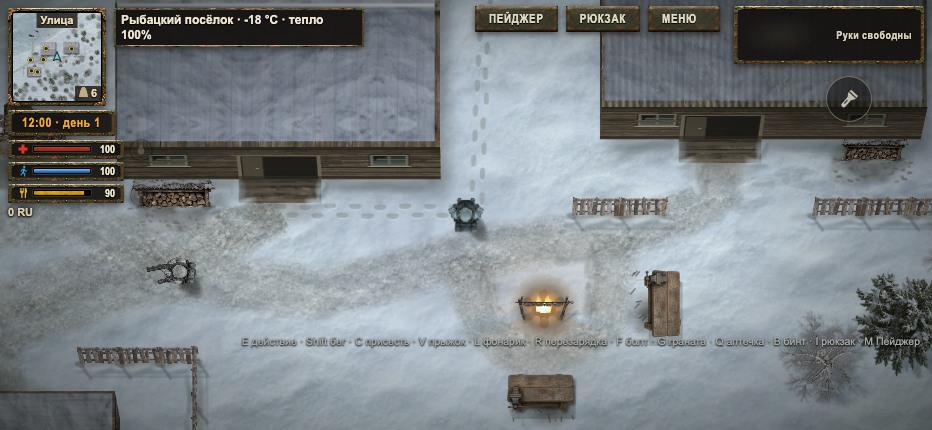 Улица
6
12:00 · день 1
100
100
90
0 RU
Рыбацкий посёлок · -18 °C · тепло
100%
ПЕЙДЖЕР
РЮКЗАК
МЕНЮ
Руки свободны
E действие · Shift бег · C присесть · V прыжок · L фонарик · R перезарядка · F болт · G граната · Q аптечка · B бинт · I рюкзак · M Пейджер